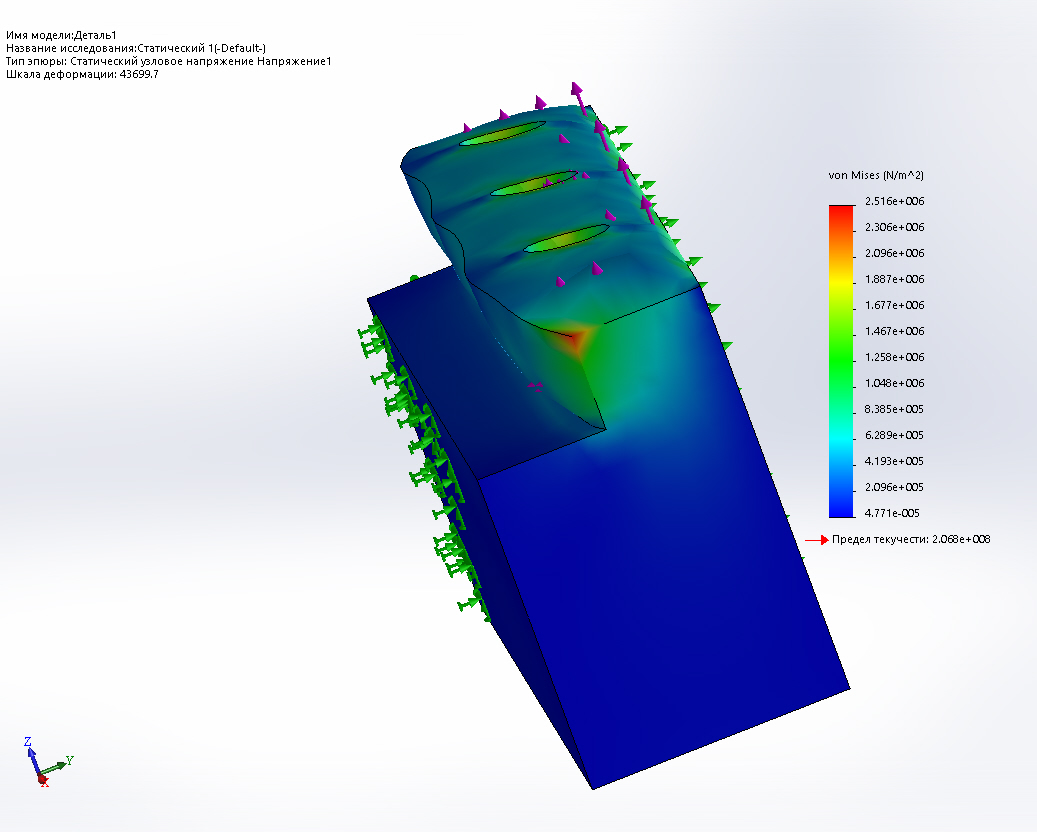 Имя модели:Деталь1
Название исследования:Статический 1(-Default-)
Тип эпюры: Статический узловое напряжение Напряжение1
Шкала деформации: 43699.7
von Mises (N/m^2)
2.516e+006
2.306e+006
2.096e+006
1.887e+006
1.677e+006
1.467e+006
1.258e+006
1.048e+006
8.385e+005
6.289e+005
4.193e+005
2.096e+005
4.771e-005
Предел текучести: 2.068e+008
Z
Y
X